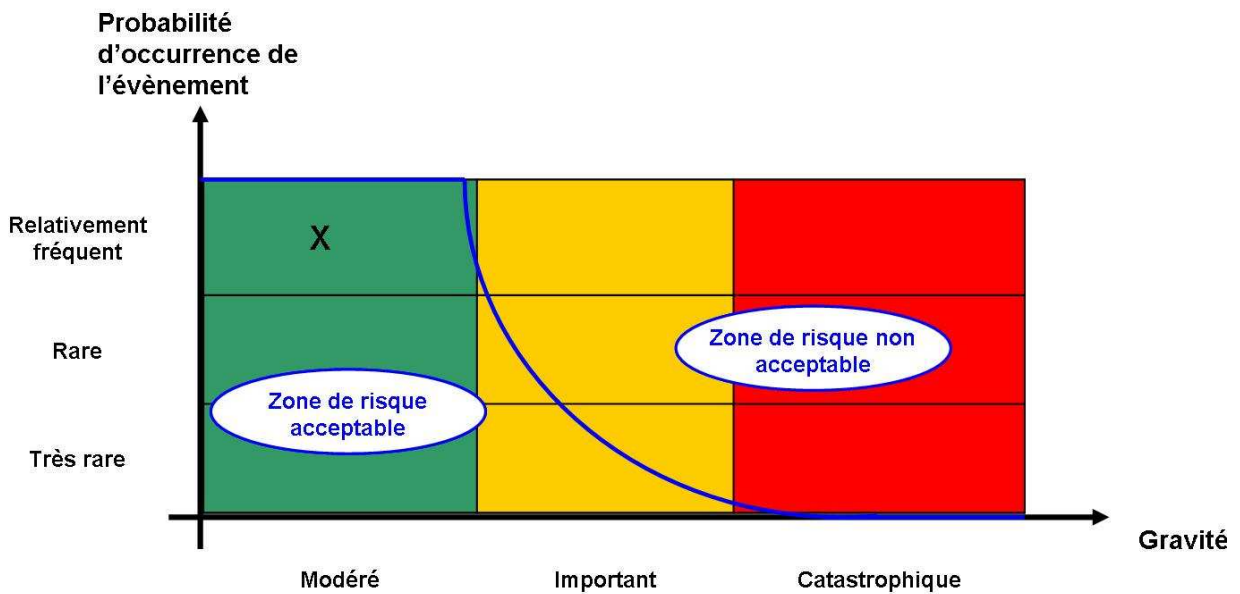 Probabilité
d'occurrence de
l'évènement
Relativement
fréquent
X
Rare
Zone de risque non
acceptable
Zone de risque
acceptable
Très rare
Gravité
Modéré
Important
Catastrophique